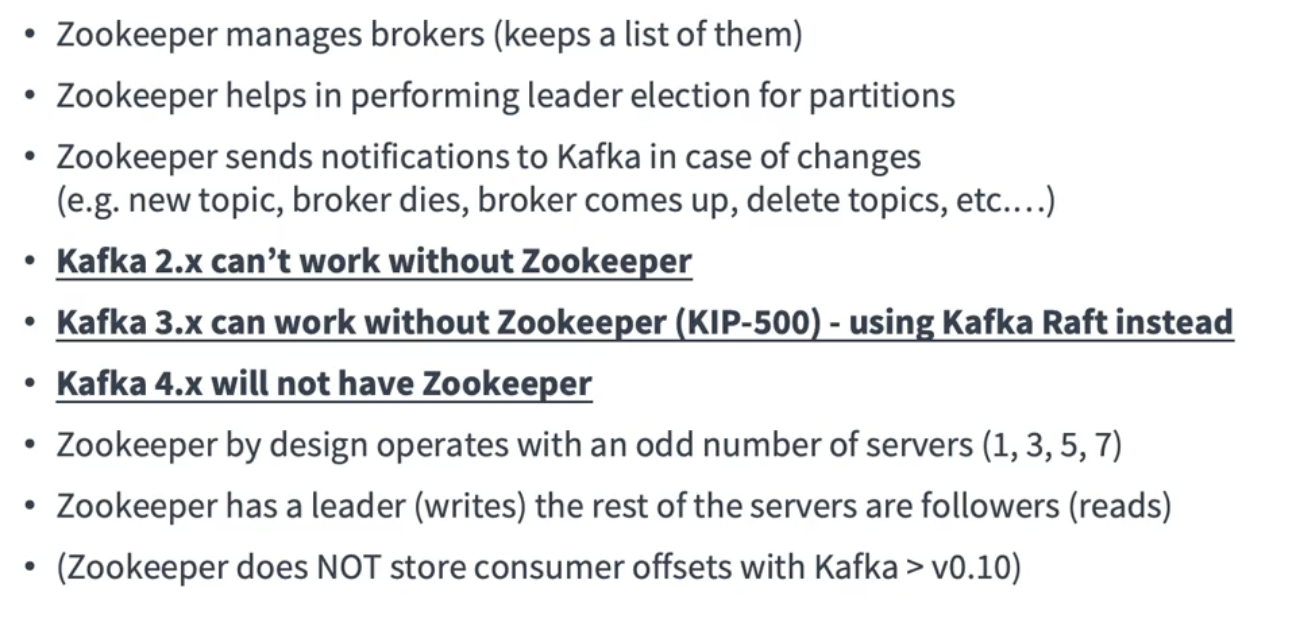 • Zookeeper manages brokers (keeps a list of them)
• Zookeeper helps in performing leader election for partitions
• Zookeeper sends notifications to Kafka in case of changes
(e.g. new topic, broker dies, broker comes up, delete topics, etc.…)
• Kafka 2.x can’t work without Zookeeper
• Kafka 3.x can work without Zookeeper (KIP-500) - using Kafka Raft instead
• Kafka 4.x will not have Zookeeper
• Zookeeper by design operates with an odd number of servers (1, 3, 5, 7)
• Zookeeper has a leader (writes) the rest of the servers are followers (reads)
• (Zookeeper does NOT store consumer offsets with Kafka > v0.10)